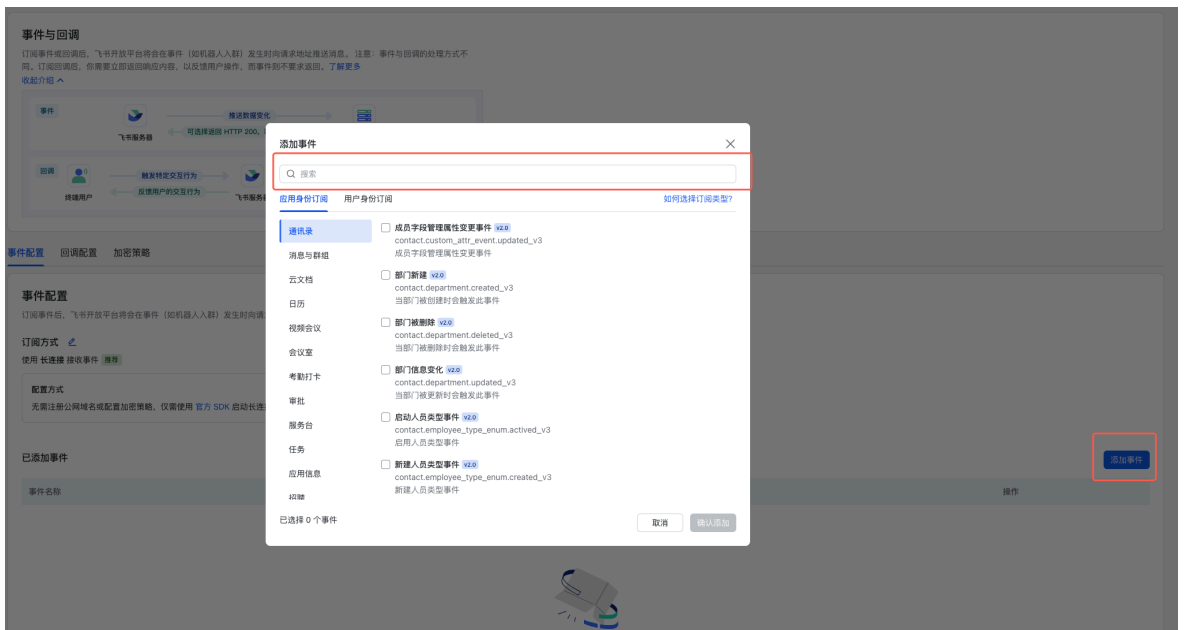 事件与回调
订阅事件或回调后，飞书开放平台将会在事件（如机器人入群）发生时向请求地址推送消息。 注意：事件与回调的处理方式不
同，订阅回调后，你需要立即返回响应内容，以反馈用户操作，而事件则不要求返回。了解更多
收起介绍
事件
推送数据变化
可选择返回 HTTP 200，
飞书服务器
回调
触发特定交互行为
反馈用户的交互行为
终端用户
飞书服务器
事件配置 回调配置 加密策略
事件配置
订阅事件后，飞书开放平台将会在事件（如机器人入群）发生时向请
订阅方式
使用 长连接 接收事件 推荐
配置方式
无需注册公网域名或配置加密策略，仅需使用 官方 SDK 启动长连
已添加事件
添加事件
事件名称
操作
添加事件
搜索
应用身份订阅 用户身份订阅 如何选择订阅类型?
通讯录
消息与群组
云文档
日历
视频会议
会议室
考勤打卡
审批
服务台
任务
应用信息
招聘
成员字段管理属性变更事件 v2.0
contact.custom_attr_event.updated_v3
成员字段管理属性变更事件
部门新建 v2.0
contact.department.created_v3
当部门被创建时会触发此事件
部门被删除 v2.0
contact.department.deleted_v3
当部门被删除时会触发此事件
部门信息变化 v2.0
contact.department.updated_v3
当部门被更新时会触发此事件
启动人员类型事件 v2.0
contact.employee_type_enum.actived_v3
启用人员类型事件
新建人员类型事件 v2.0
contact.employee_type_enum.created_v3
新建人员类型事件
已选择 0 个事件
取消
确认添加